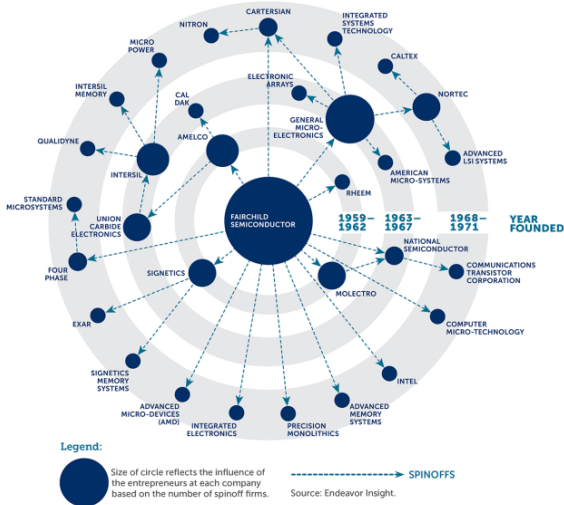 CARTERSIAN
NITRON
INTEGRATED
SYSTEMS
TECHNOLOGY
MICRO
POWER
CALTEX
ELECTRONIC
ARRAYS
INTERSIL
MEMORY
CAL
DAK
NORTEC
GENERAL
MICRO-
ELECTRONICS
AMELCO
QUALIDYNE
ADVANCED
LSI SYSTEMS
INTERSIL
AMERICAN
MICRO-SYSTEMS
RHEEM
STANDARD
MICROSYSTEMS
UNION
CARBIDE
ELECTRONICS
FAIRCHILD
SEMICONDUCTOR
1959–
1962
1963–
1967
1968–
1971
YEAR
FOUNDED
NATIONAL
SEMICONDUCTOR
FOUR
PHASE
SIGNETICS
COMMUNICATIONS
TRANSISTOR
CORPORATION
MOLECTRO
EXAR
COMPUTER
MICRO-TECHNOLOGY
SIGNETICS
MEMORY
SYSTEMS
INTEL
ADVANCED
MICRO-DEVICES
(AMD)
INTEGRATED
ELECTRONICS
PRECISION
MONOLITHICS
ADVANCED
MEMORY
SYSTEMS
Legend:
Size of circle reflects the influence of
the entrepreneurs at each company
based on the number of spinoff firms.
SPINOFFS
Source: Endeavor Insight.